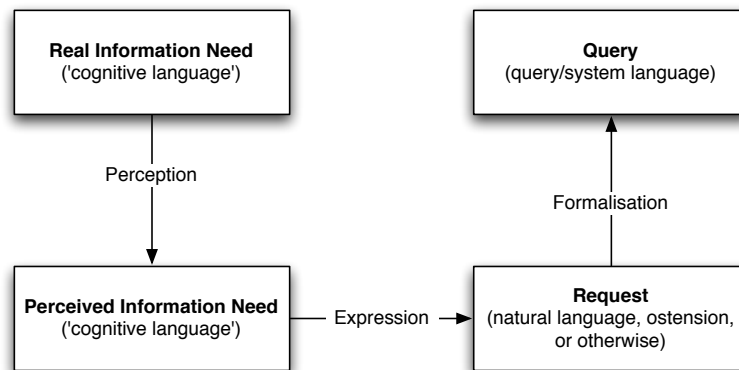 Real Information Need
('cognitive language')
Query
(query/system language)
Perception
Formalisation
Perceived Information Need
('cognitive language')
Expression
Request
(natural language, ostension,
or otherwise)